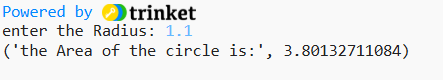 Powered by trinket
enter the Radius: 1.1
('the Area of the circle is:', 3.80132711084)